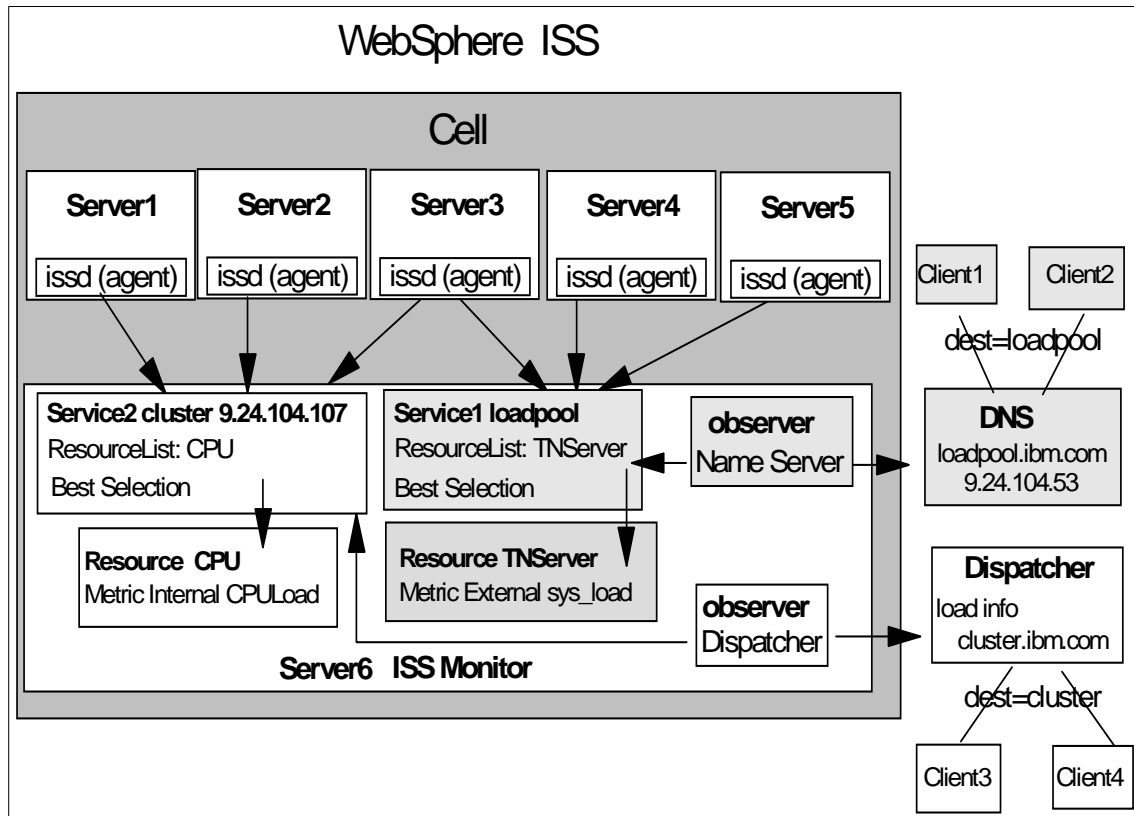 WebSphere ISS
Cell
Server1
issd (agent)
Server2
issd (agent)
Server3
issd (agent)
Server4
issd (agent)
Server5
issd (agent)
Client1
Client2
dest=loadpool
Service2 cluster 9.24.104.107
ResourceList: CPU
Best Selection
Service1 loadpool
ResourceList: TNServer
Best Selection
observer
Name Server
DNS
loadpool.ibm.com
9.24.104.53
Resource CPU
Metric Internal CPULoad
Resource TNServer
Metric External sys_load
observer
Dispatcher
Dispatcher
load info
cluster.ibm.com
Server6 ISS Monitor
dest=cluster
Client3
Client4